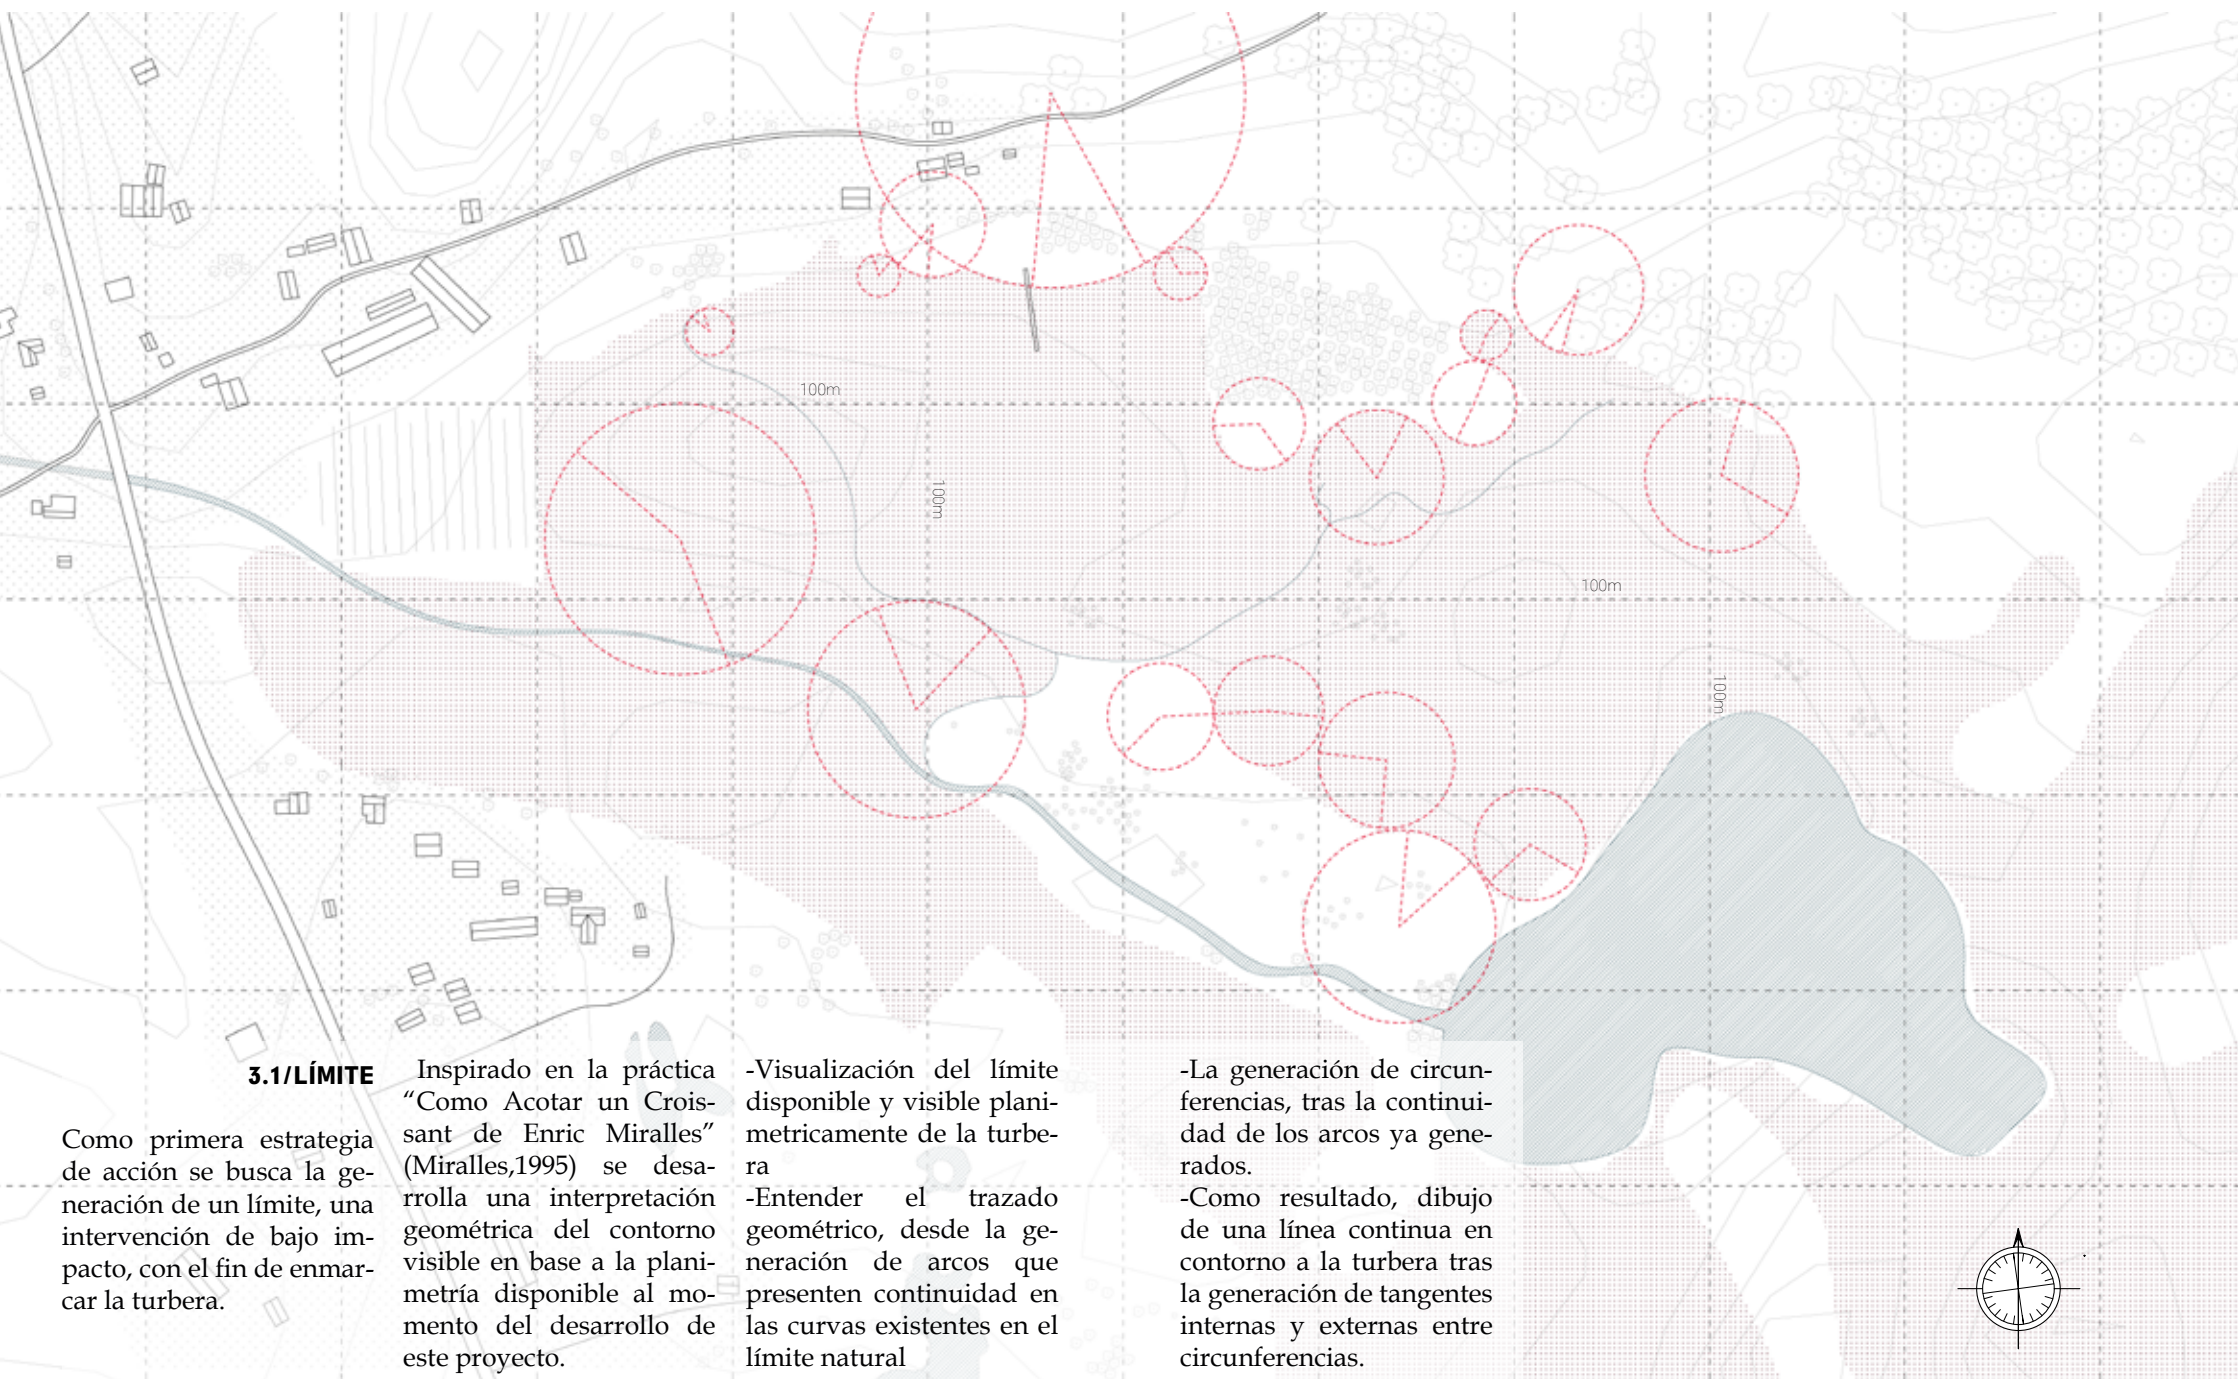 100m
100m
100m
100m
3.1/LÍMITE
Como primera estrategia
de acción se busca la ge-
neración de un límite, una
intervención de bajo im-
pacto, con el fin de enmar-
car la turbera.
Inspirado en la práctica
“Como Acotar un Crois-
sant de Enric Miralles”
(Miralles,1995) se desa-
rrolla una interpretación
geométrica del contorno
visible en base a la plani-
metría disponible al mo-
mento del desarrollo de
este proyecto.
-Visualización del límite
disponible y visible plani-
metricamente de la turbe-
ra
-Entender el trazado
geométrico, desde la ge-
neración de arcos que
presenten continuidad en
las curvas existentes en el
límite natural
-La generación de circun-
ferencias, tras la continui-
dad de los arcos ya gene-
rados.
-Como resultado, dibujo
de una línea continua en
contorno a la turbera tras
la generación de tangentes
internas y externas entre
circunferencias.